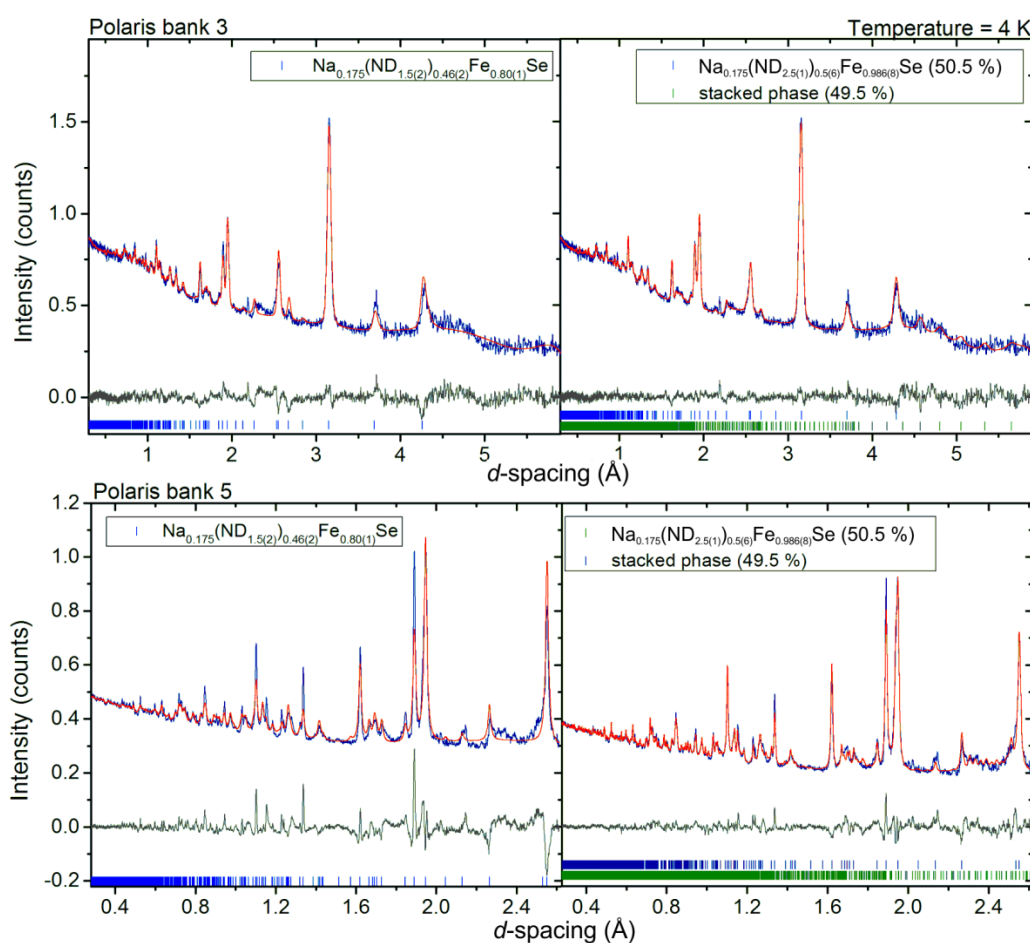 Polaris bank 3
Temperature = 4 K
Na0.175(ND1.5(2))0.46(2)Fe0.80(1)Se
Na0.175(ND2.5(1))0.5(6)Fe0.986(8)Se (50.5 %)
stacked phase (49.5 %)
Intensity (counts)
1.5
1.0
0.5
0.0
1 2 3 4 5
1 2 3 4 5
d-spacing (Å)
Polaris bank 5
Na0.175(ND1.5(2))0.46(2)Fe0.80(1)Se
Na0.175(ND2.5(1))0.5(6)Fe0.986(8)Se (50.5 %)
stacked phase (49.5 %)
Intensity (counts)
1.2
1.0
0.8
0.6
0.4
0.2
0.0
-0.2
0.4 0.8 1.2 1.6 2.0 2.4
0.4 0.8 1.2 1.6 2.0 2.4
d-spacing (Å)